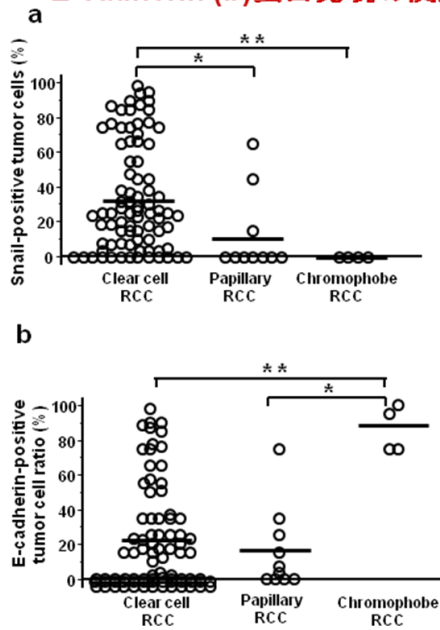 a
**
*
Snail-positive tumor cells (%)
100
80
60
40
20
0
Clear cell
RCC
Papillary
RCC
Chromophobe
RCC
b
**
*
E-cadherin-positive
tumor cell ratio (%)
100
80
60
40
20
0
Clear cell
RCC
Papillary
RCC
Chromophobe
RCC